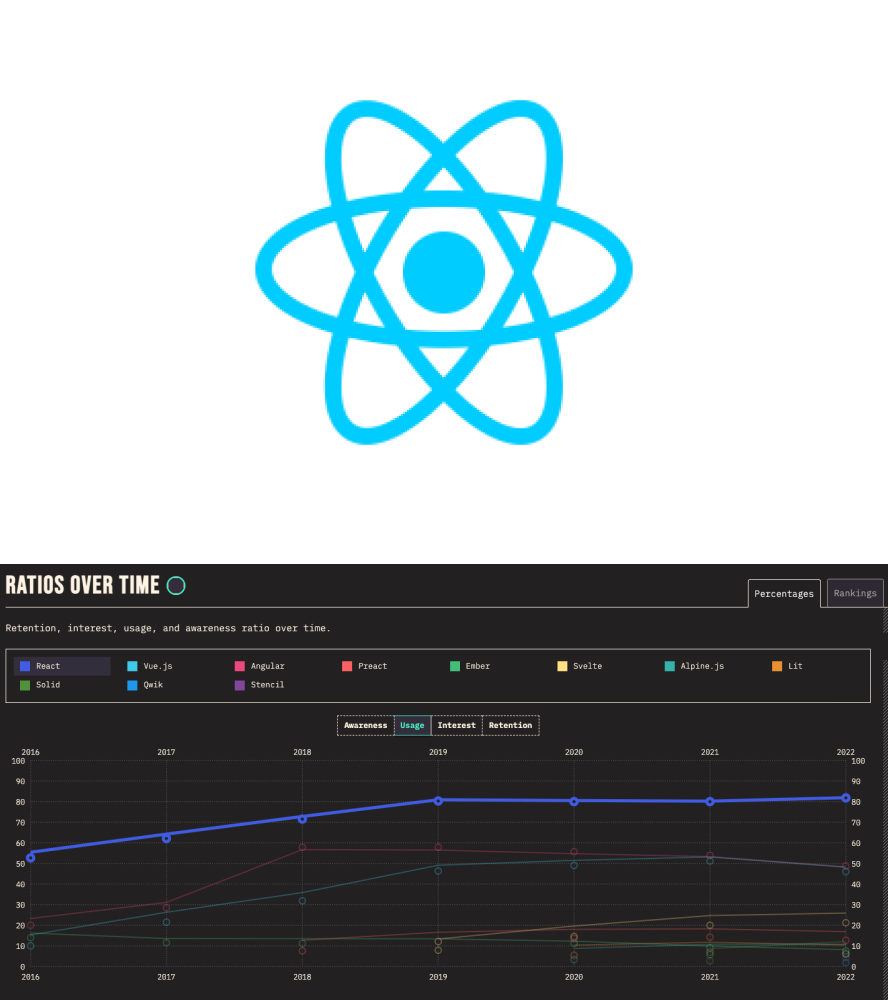 RATIOS OVER TIME
Percentages
Rankings
Retention, interest, usage, and awareness ratio over time.
React Vue.js Angular Preact Ember Svelte Alpine.js Lit
Solid Qwik Stencil
Awareness Usage Interest Retention
2016 2017 2018 2019 2020 2021 2022
100 100
90 90
80 80
70 70
60 60
50 50
40 40
30 30
20 20
10 10
0 0
2016 2017 2018 2019 2020 2021 2022